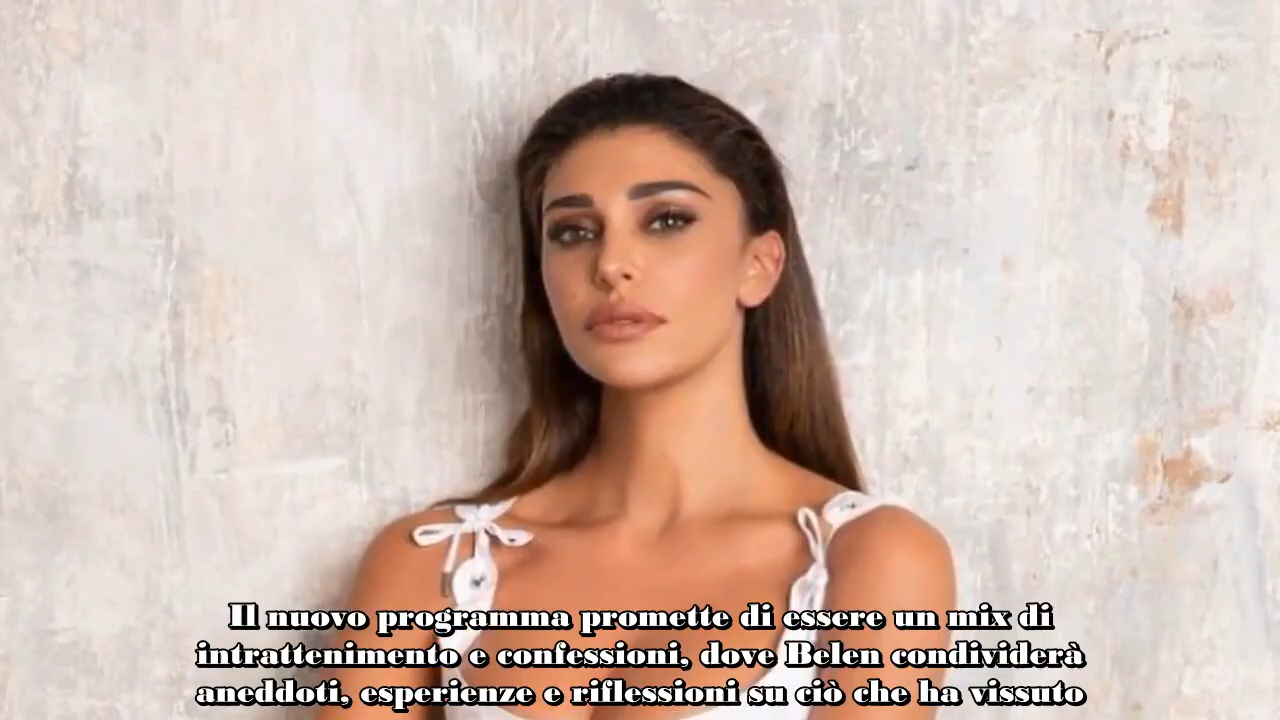 Il nuovo programma promette di essere un mix di
intrattenimento e confessioni, dove Belen condividerà
aneddoti, esperienze e riflessioni su ciò che ha vissuto